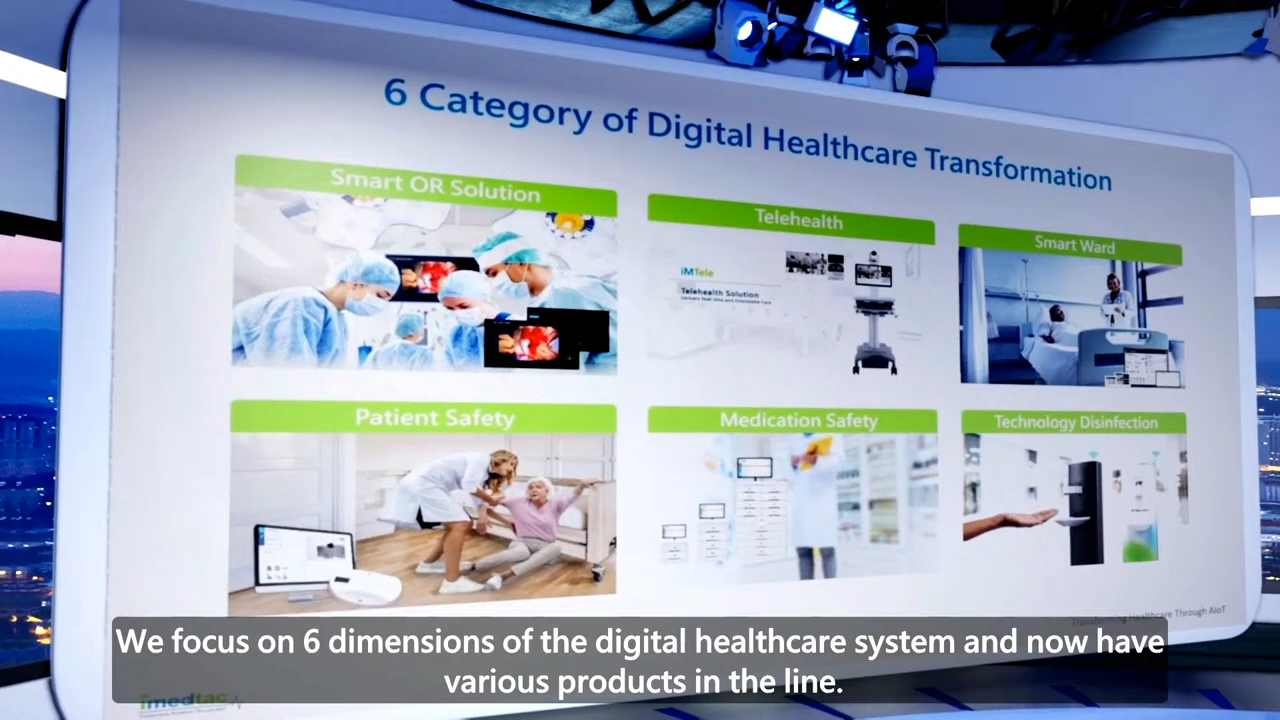 6 Category of Digital Healthcare Transformation
Smart OR Solution
Telehealth
Smart Ward
iMTele
Telehealth Solution
Patient Safety
Medication Safety
Technology Disinfection
Transforming Healthcare Through AIoT
We focus on 6 dimensions of the digital healthcare system and now have
various products in the line.
imedtac